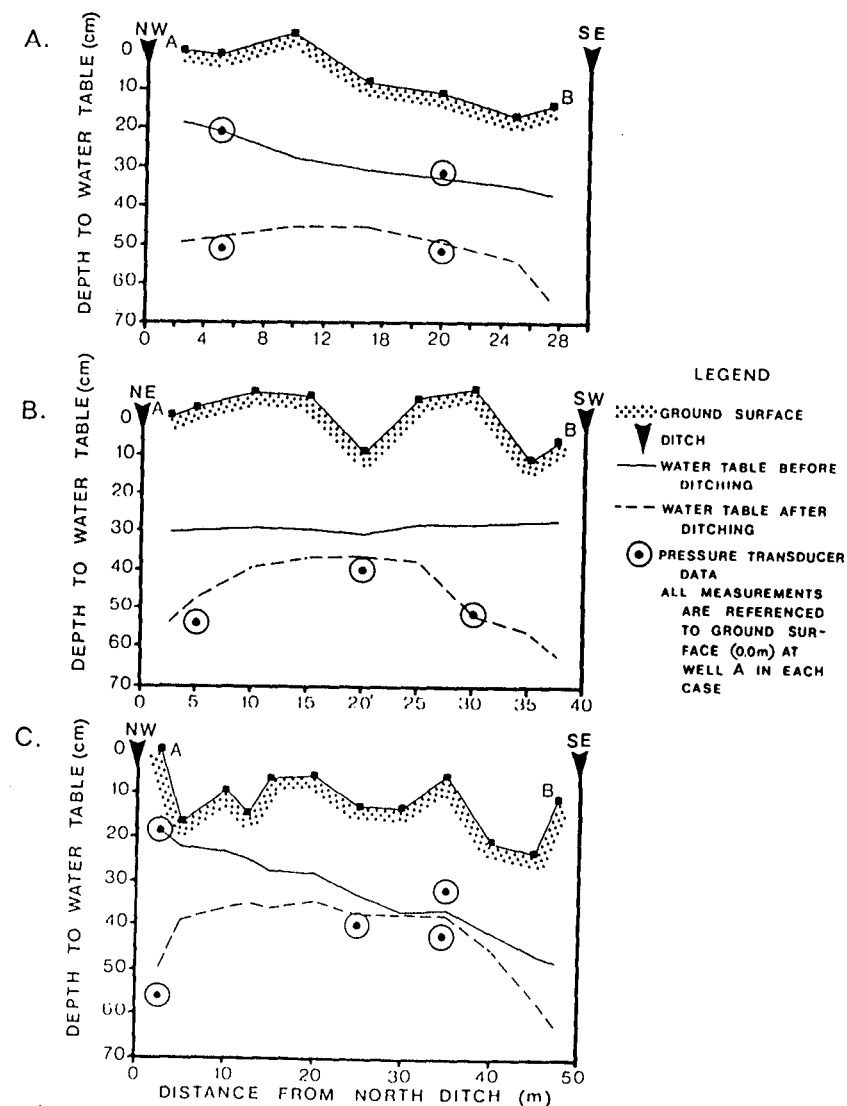 A.
NW
SE
A
B
DEPTH TO WATER TABLE (cm)
0
10
20
30
40
50
60
70
0 4 8 12 18 24 28
B.
NE
SW
A
B
DEPTH TO WATER TABLE (cm)
0
10
20
30
40
50
60
70
0 5 10 15 20 25 30 35 40
C.
NW
SE
A
B
DEPTH TO WATER TABLE (cm)
0
10
20
30
40
50
60
70
0 10 20 30 40 50
DISTANCE FROM NORTH DITCH (m)
LEGEND
GROUND SURFACE
DITCH
WATER TABLE BEFORE
DITCHING
WATER TABLE AFTER
DITCHING
PRESSURE TRANSDUCER
DATA
ALL MEASUREMENTS
ARE REFERENCED
TO GROUND SUR-
FACE (0.0m) AT
WELL A IN EACH
CASE